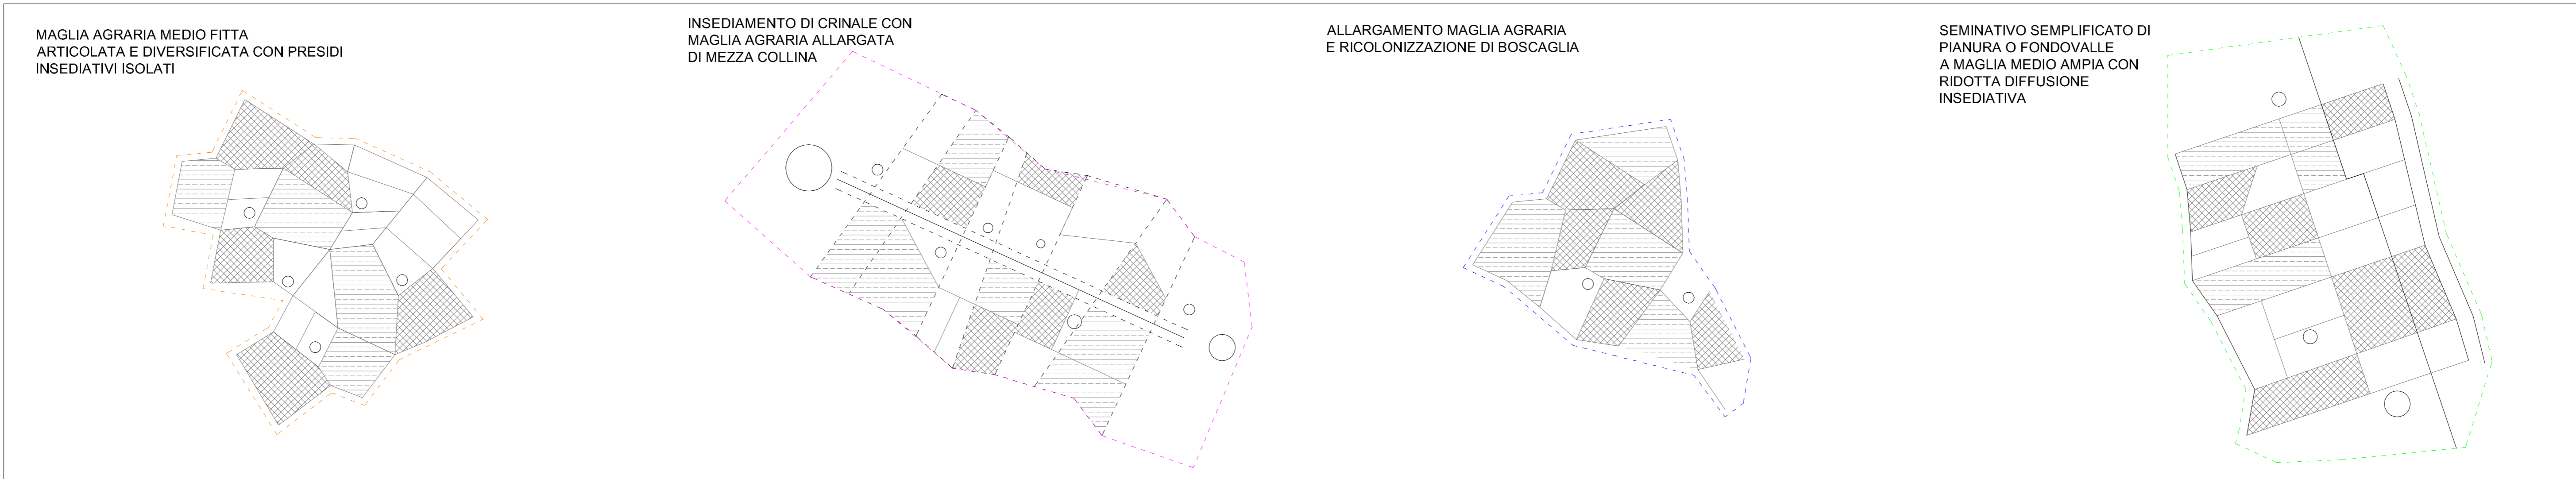 MAGLIA AGRARIA MEDIO FITTA
ARTICOLATA E DIVERSIFICATA CON PRESIDI
INSEDIATIVI ISOLATI
INSEDIAMENTO DI CRINALE CON
MAGLIA AGRARIA ALLARGATA
DI MEZZA COLLINA
ALLARGAMENTO MAGLIA AGRARIA
E RICOLONIZZAZIONE DI BOSCAGLIA
SEMINATIVO SEMPLIFICATO DI
PIANURA O FONDOVALLE
A MAGLIA MEDIO AMPIA CON
RIDOTTA DIFFUSIONE
INSEDIATIVA